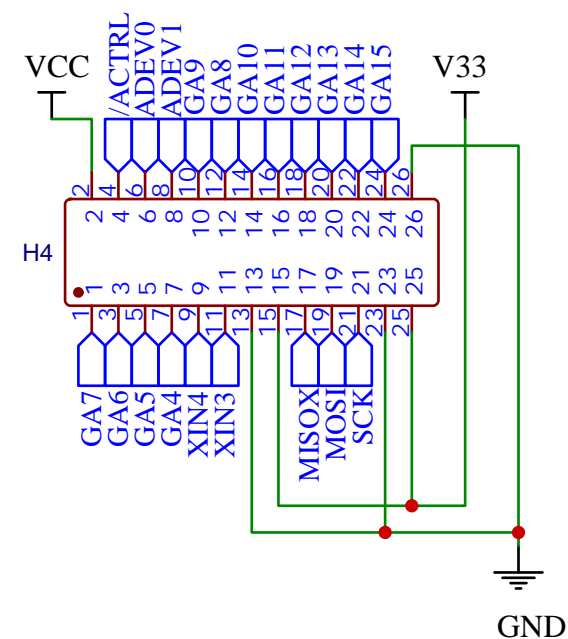 VCC
V33
/ACTRL
ADEV0
ADEV1
GA9
GA8
GA10
GA11
GA12
GA13
GA14
GA15
2 4 6 8 10 12 14 16 18 20 22 24 26
2 4 6 8 10 12 14 16 18 20 22 24 26
H4
1 3 5 7 9 11 13 15 17 19 21 23 25
1 3 5 7 9 11 13 15 17 19 21 23 25
GA7
GA6
GA5
GA4
XIN4
XIN3
MISOX
MOSI
SCK
GND